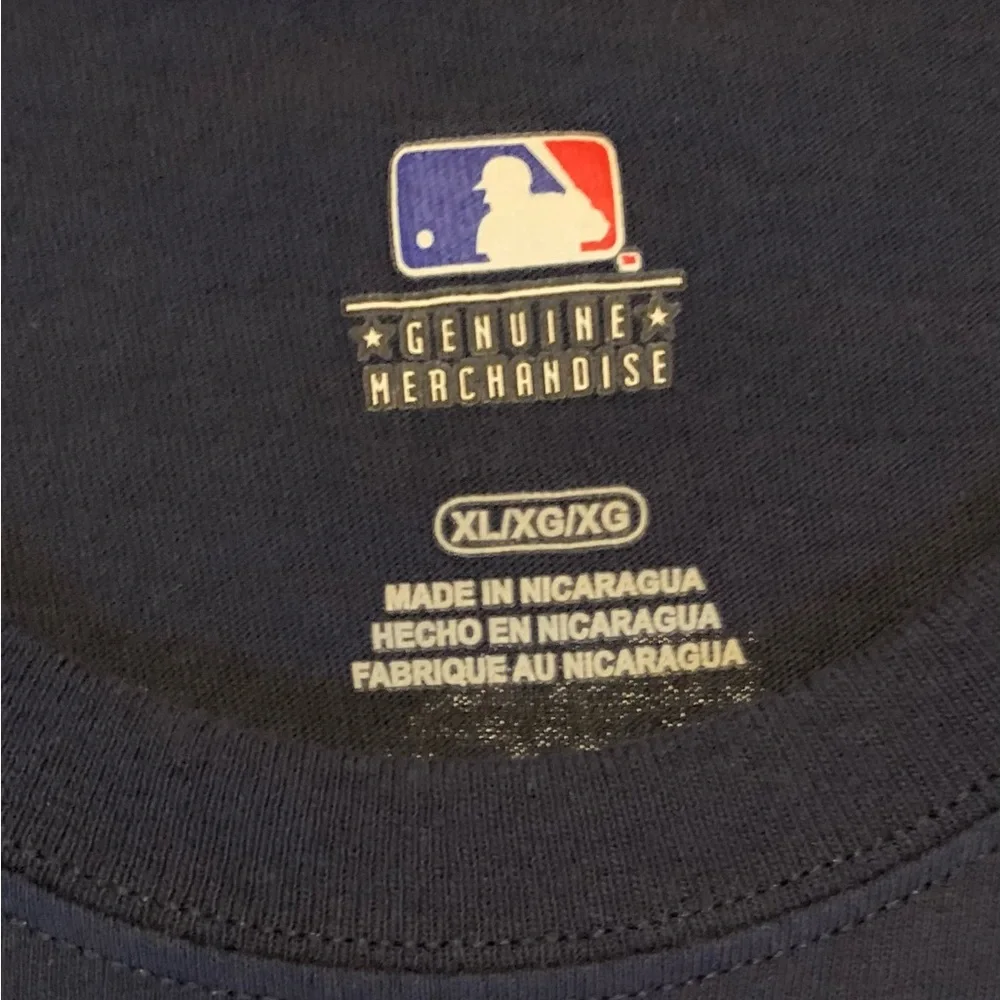 GENUINE
MERCHANDISE
XL/XG/XG
MADE IN NICARAGUA
HECHO EN NICARAGUA
FABRIQUE AU NICARAGUA